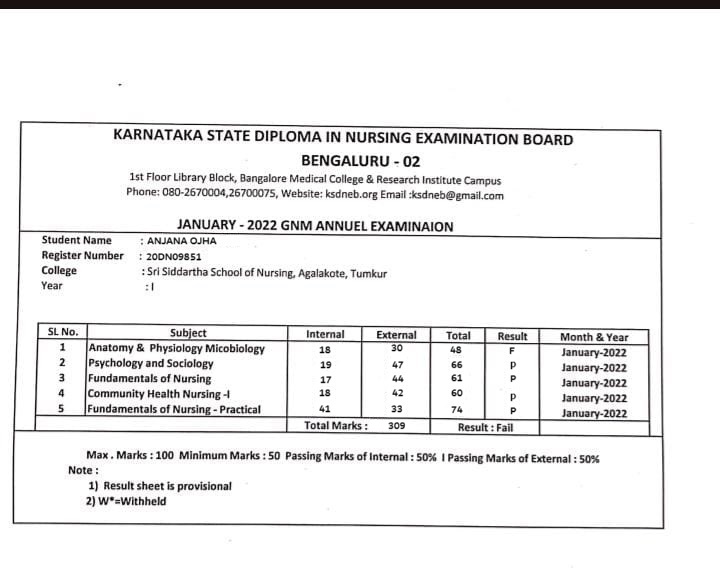 KARNATAKA STATE DIPLOMA IN NURSING EXAMINATION BOARD
BENGALURU - 02
1st Floor Library Block, Bangalore Medical College & Research Institute Campus
Phone: 080-2670004,26700075, Website: ksdneb.org Email :ksdneb@gmail.com
JANUARY - 2022 GNM ANNUEL EXAMINAION
Student Name : ANJANA OJHA
Register Number : 20DN09851
College : Sri Siddartha School of Nursing, Agalakote, Tumkur
Year : I
SL No. Subject Internal External Total Result Month & Year
1 Anatomy & Physiology Micobiology 18 30 48 F January-2022
2 Psychology and Sociology 19 47 66 P January-2022
3 Fundamentals of Nursing 17 44 61 P January-2022
4 Community Health Nursing -I 18 42 60 P January-2022
5 Fundamentals of Nursing - Practical 41 33 74 P January-2022
Total Marks : 309 Result : Fail
Max . Marks : 100 Minimum Marks : 50 Passing Marks of Internal : 50% I Passing Marks of External : 50%
Note :
1) Result sheet is provisional
2) W*=Withheld